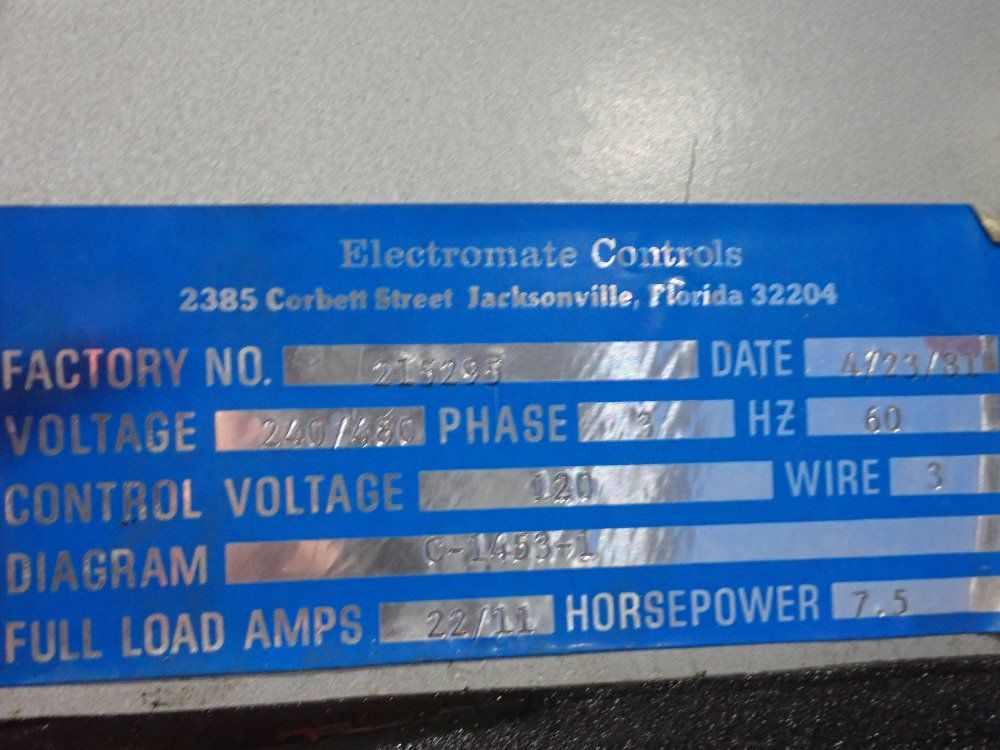 Electromate Controls
2385 Corbett Street Jacksonville, Florida 32204
FACTORY NO. 215295 DATE 4/23/81
VOLTAGE 240/480 PHASE 3 HZ 60
CONTROL VOLTAGE 120 WIRE 3
DIAGRAM C-1453-1
FULL LOAD AMPS 22/11 HORSEPOWER 7.5